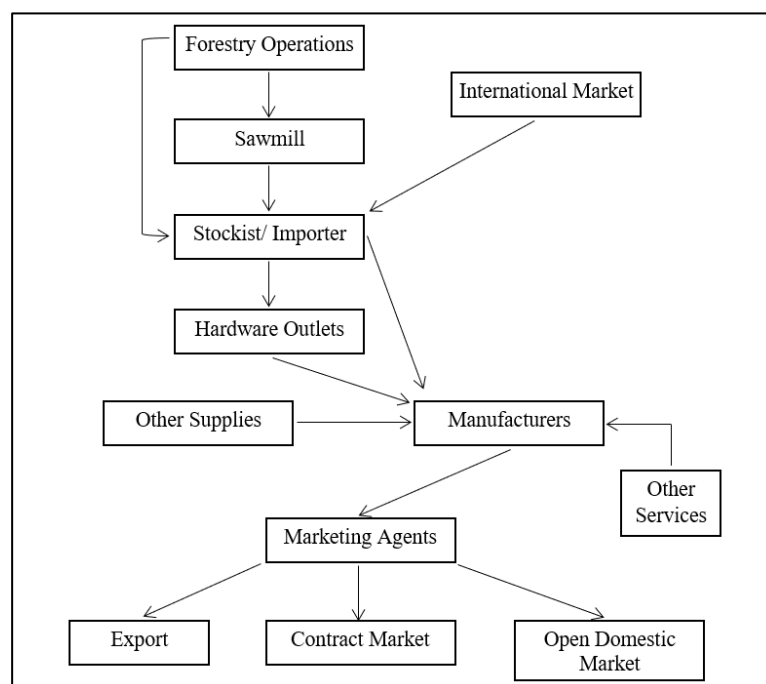 Forestry Operations
International Market
Sawmill
Stockist/ Importer
Hardware Outlets
Other Supplies
Manufacturers
Other
Services
Marketing Agents
Export
Contract Market
Open Domestic
Market